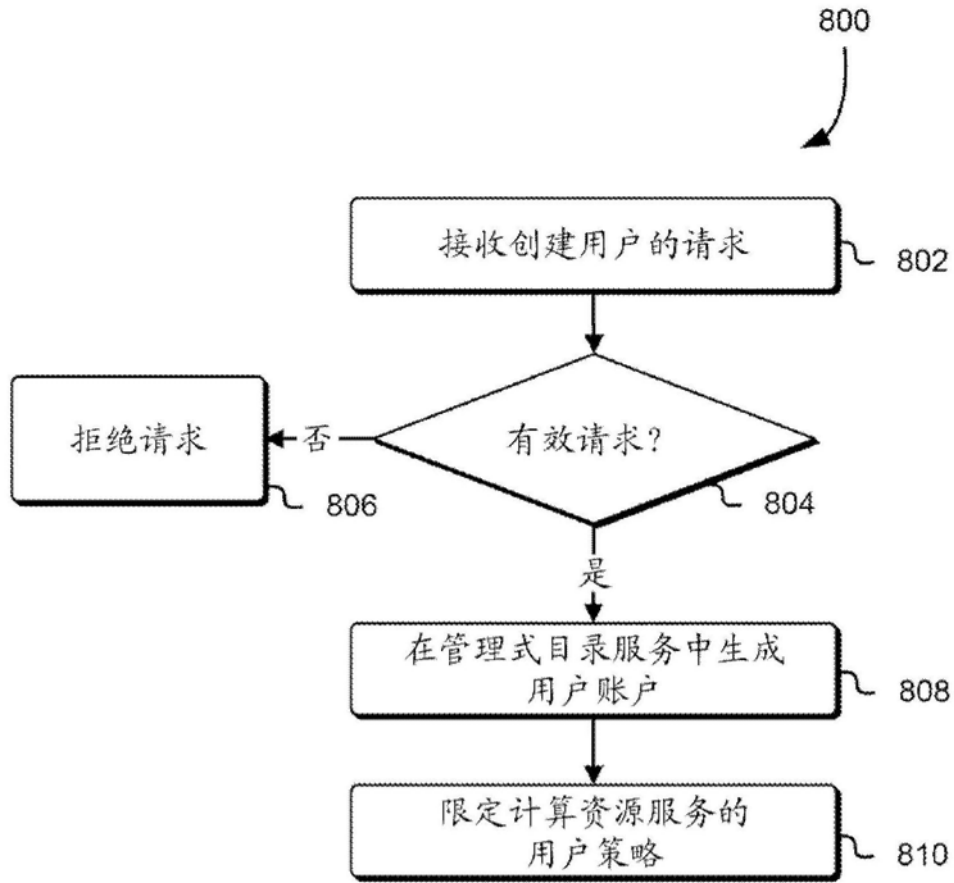 800
接收创建用户的请求
802
有效请求?
804
否
拒绝请求
806
是
在管理式目录服务中生成
用户账户
808
限定计算资源服务的
用户策略
810